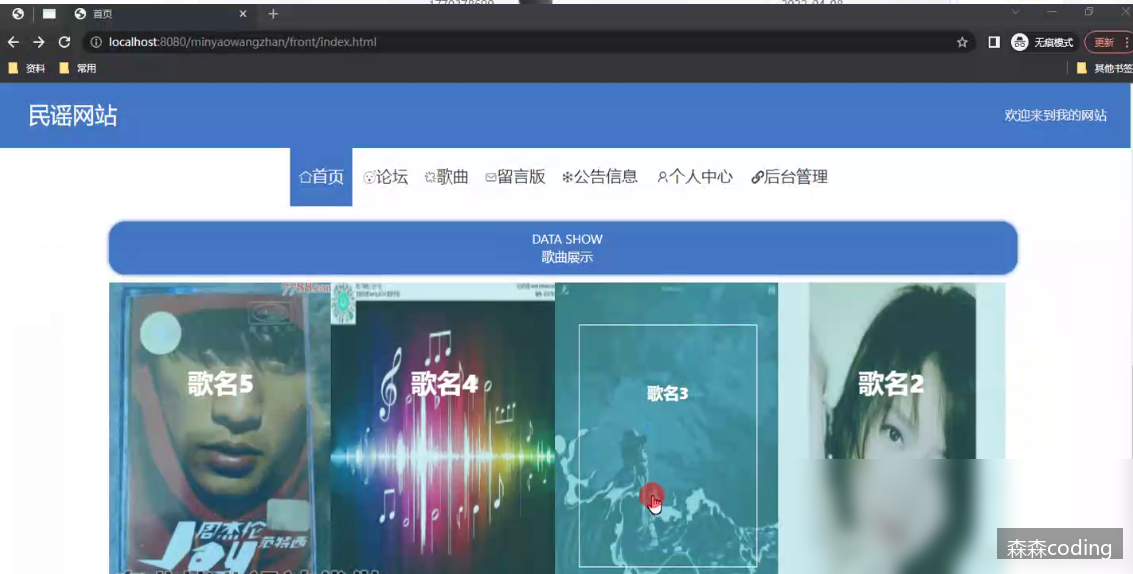 首页
localhost:8080/minyaowangzhan/front/index.html
无痕模式
更新
资料
常用
其他书签
民谣网站
欢迎来到我的网站
首页
论坛
歌曲
留言版
公告信息
个人中心
后台管理
DATA SHOW
歌曲展示
歌名5
歌名4
歌名3
歌名2
周杰伦
范特西
Jay
森森coding